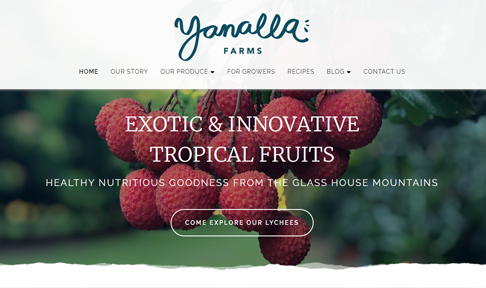 Yanalla
FARMS
HOME OUR STORY OUR PRODUCE FOR GROWERS RECIPES BLOG CONTACT US
EXOTIC & INNOVATIVE
TROPICAL FRUITS
HEALTHY NUTRITIOUS GOODNESS FROM THE GLASS HOUSE MOUNTAINS
COME EXPLORE OUR LYCHEES